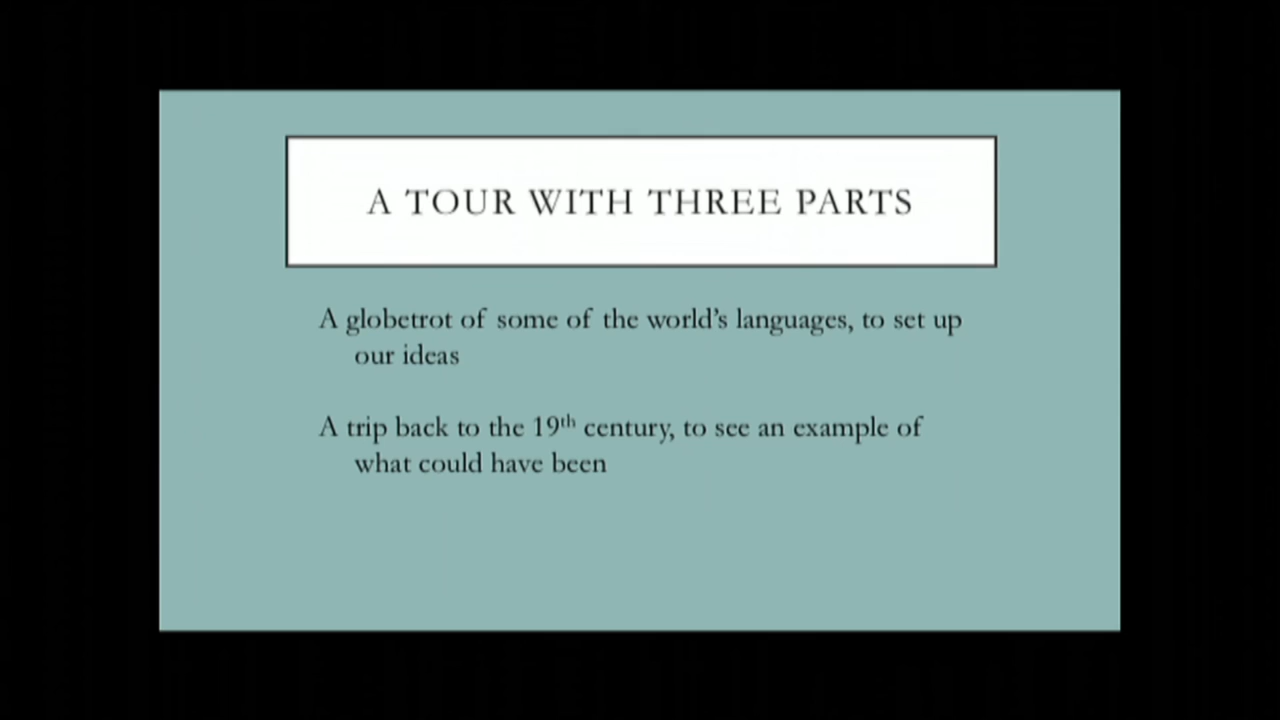 A TOUR WITH THREE PARTS
A globetrot of some of the world’s languages, to set up
our ideas
A trip back to the 19th century, to see an example of
what could have been